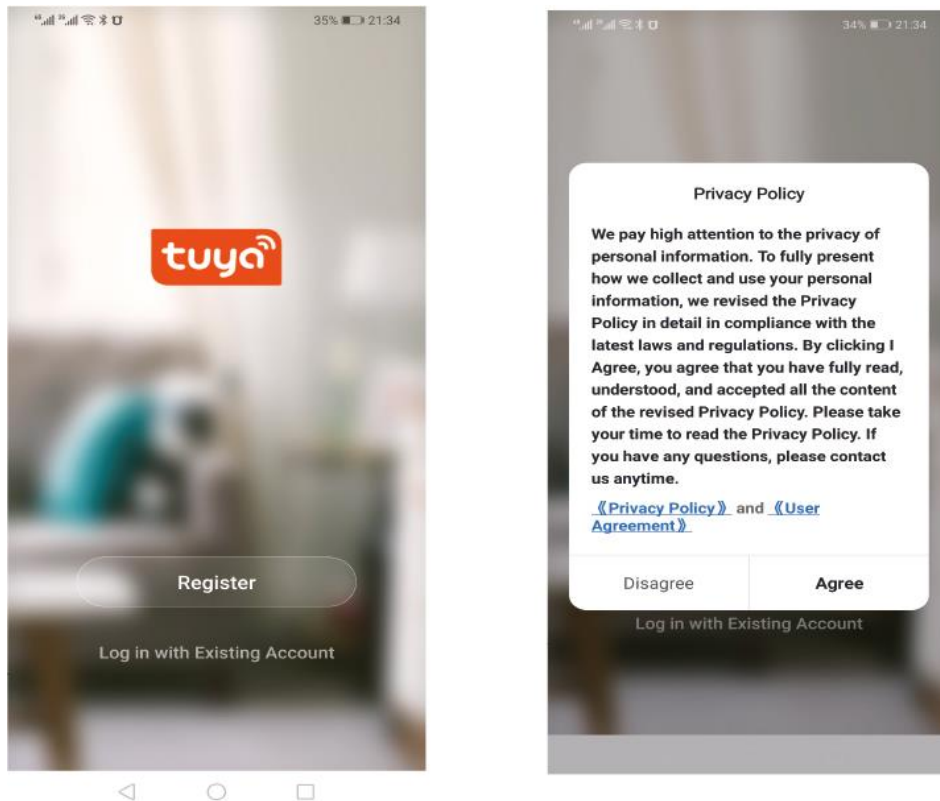 35% 21:34
tuya
Register
Log in with Existing Account
34% 21:34
Privacy Policy
We pay high attention to the privacy of
personal information. To fully present
how we collect and use your personal
information, we revised the Privacy
Policy in detail in compliance with the
latest laws and regulations. By clicking I
Agree, you agree that you have fully read,
understood, and accepted all the content
of the revised Privacy Policy. Please take
your time to read the Privacy Policy. If
you have any questions, please contact
us anytime.
《Privacy Policy》 and 《User
Agreement》
Disagree Agree
Log in with Existing Account